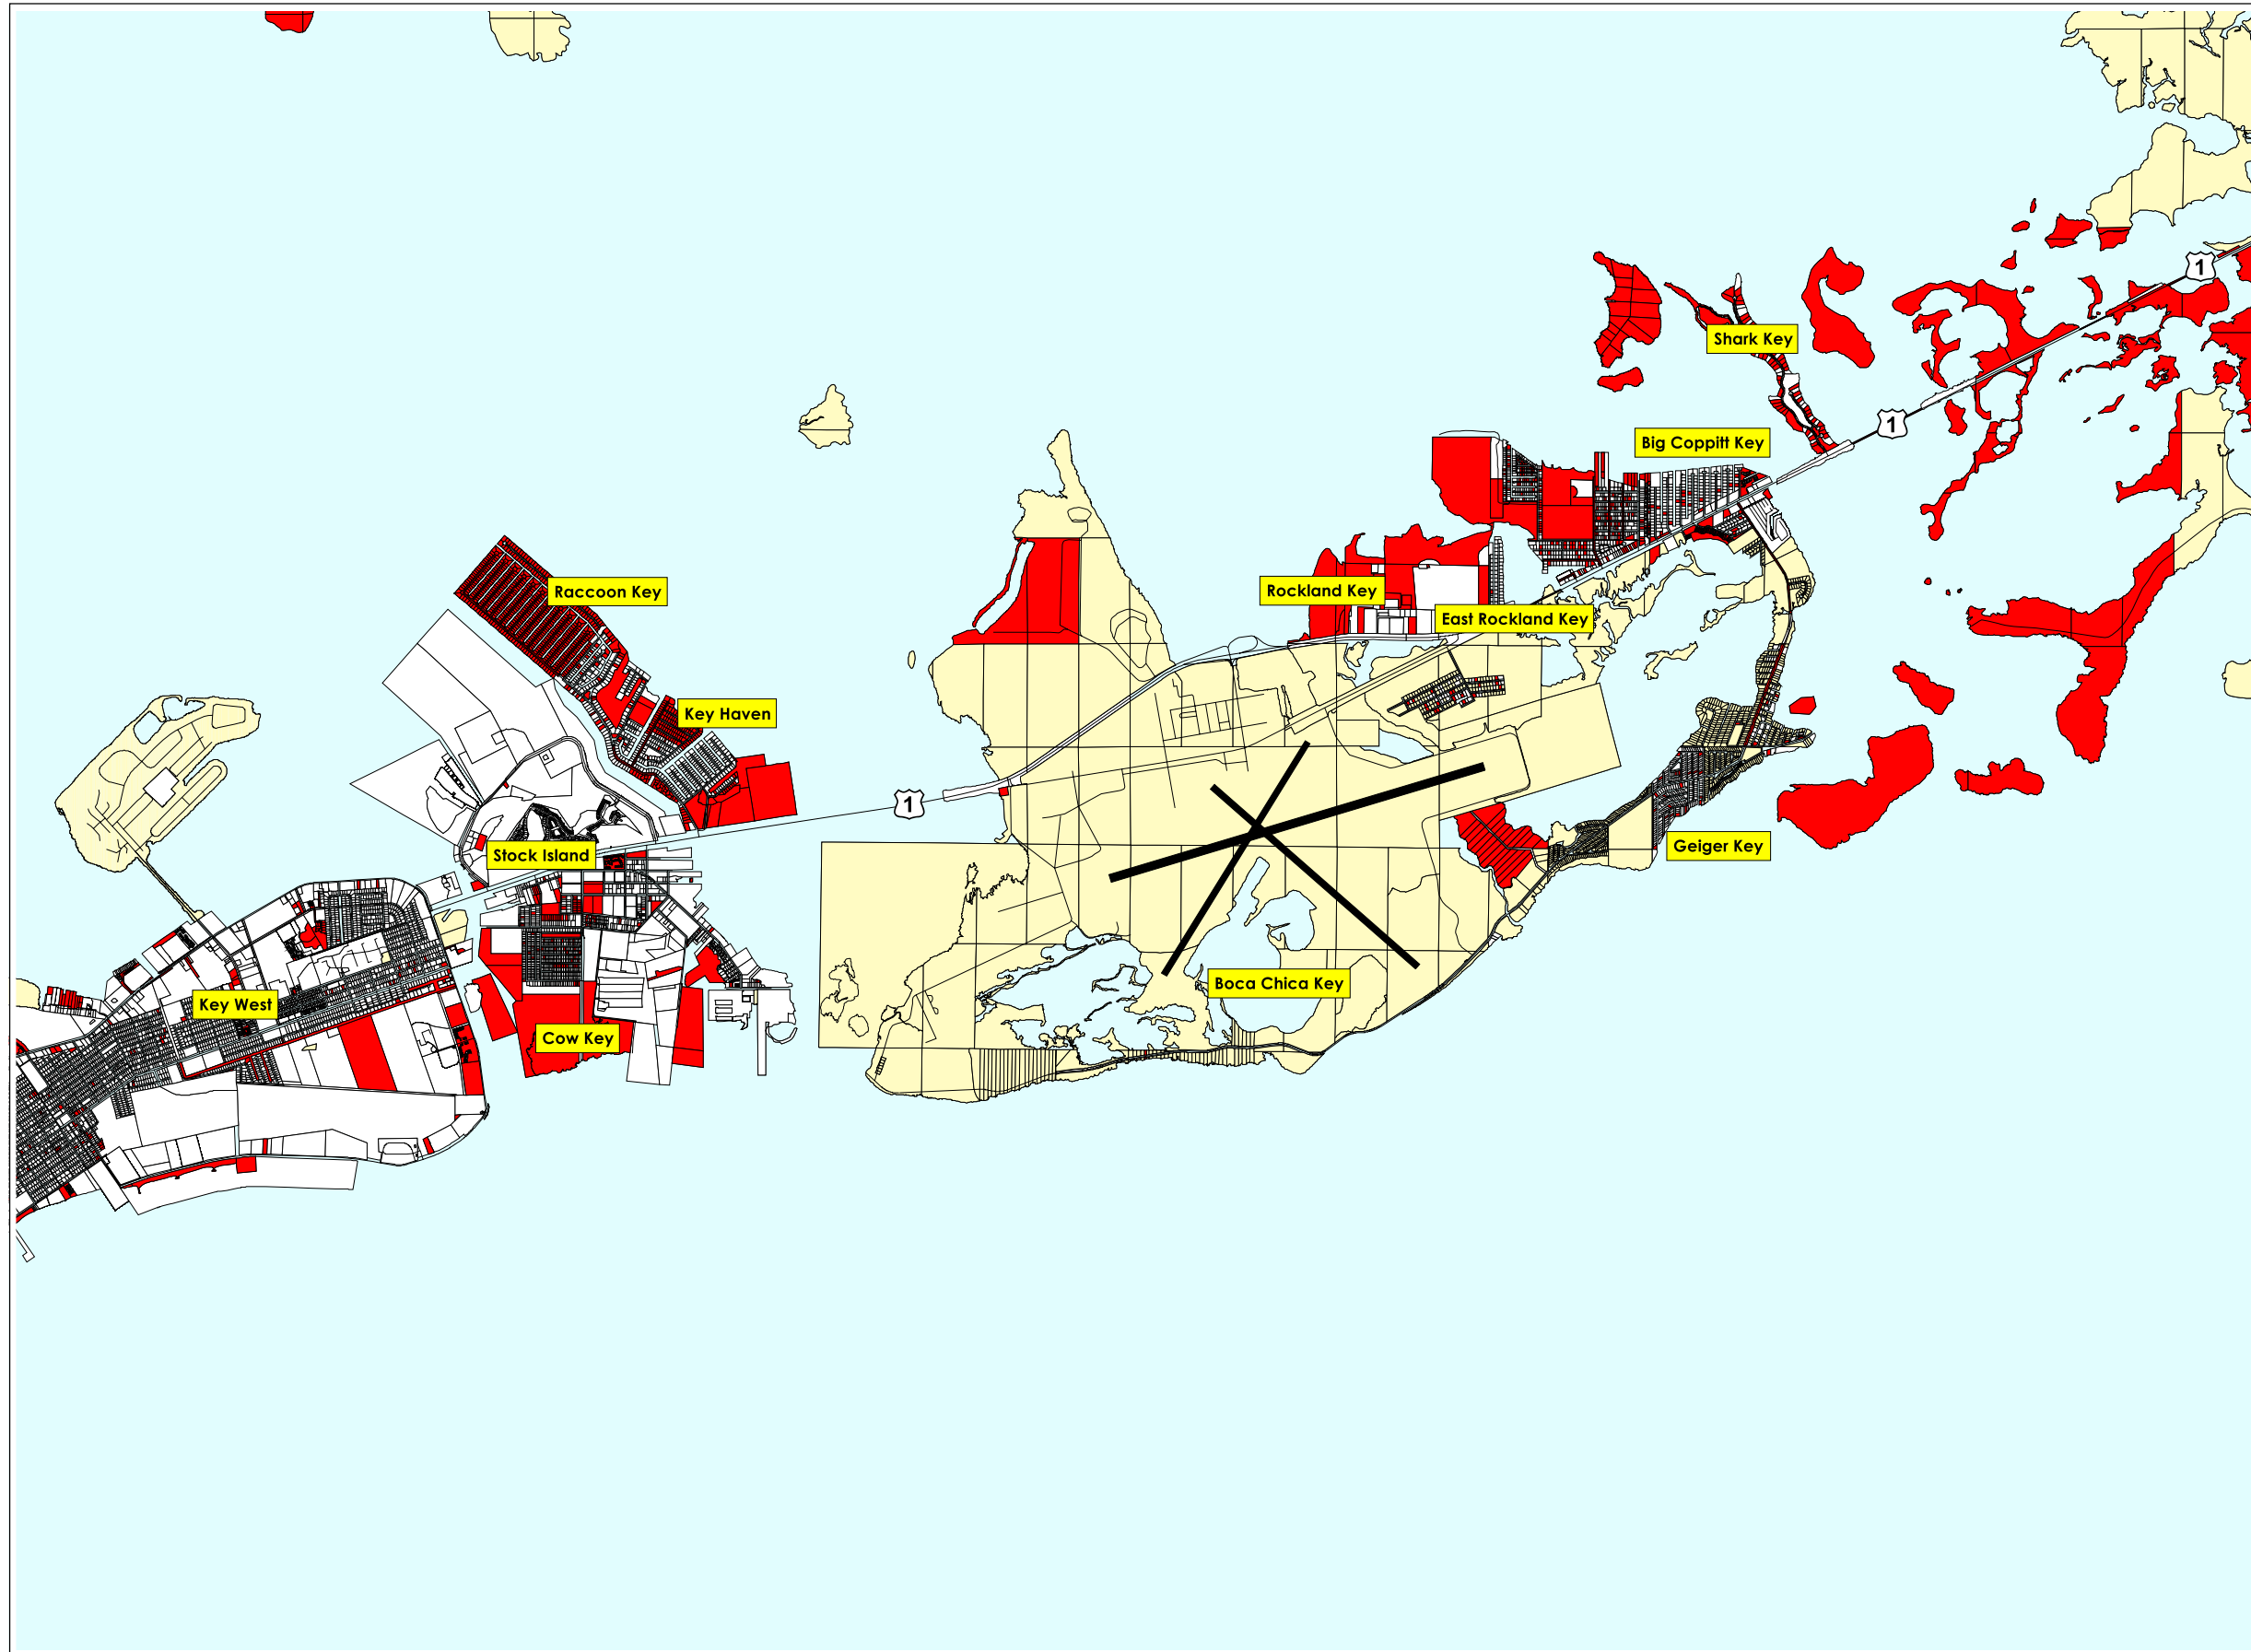 1
Shark Key
1
Big Coppitt Key
Raccoon Key
Rockland Key
East Rockland Key
Key Haven
1
Stock Island
Geiger Key
Boca Chica Key
Key West
Cow Key